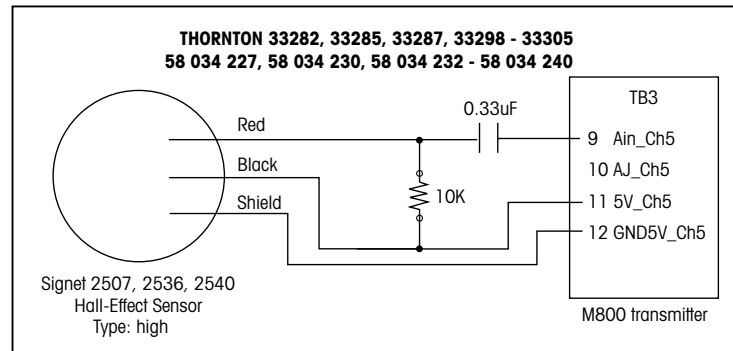 THORNTON 33282, 33285, 33287, 33298 - 33305
58 034 227, 58 034 230, 58 034 232 - 58 034 240
0.33uF
TB3
Red
9 Ain_Ch5
Black
10 AJ_Ch5
10K
11 5V_Ch5
Shield
12 GND5V_Ch5
Signet 2507, 2536, 2540
Hall-Effect Sensor
Type: high
M800 transmitter